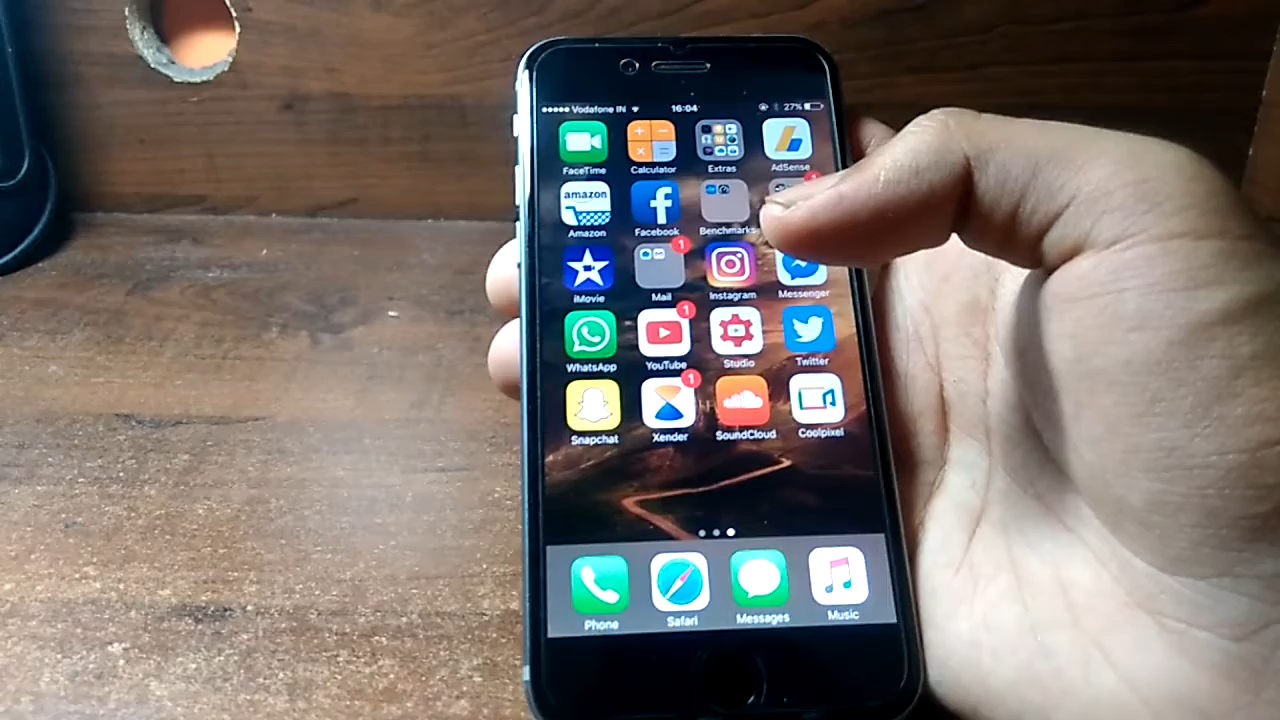 Vodafone IN 16:04 27%
FaceTime Calculator Extras AdSense
amazon
Amazon Facebook Benchmarks
1
iMovie Mail Instagram Messenger
1
WhatsApp YouTube Studio Twitter
1
Snapchat Xender SoundCloud Coolpixel
Phone Safari Messages Music